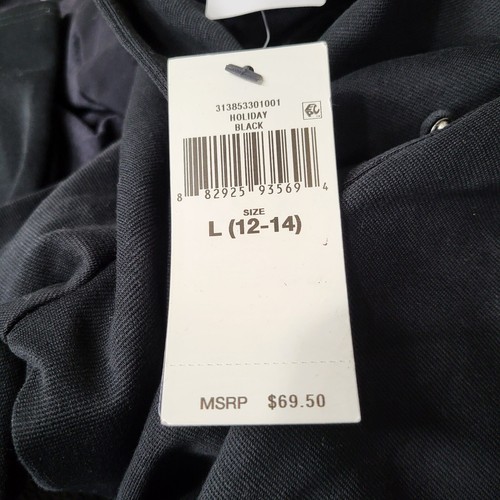 313853301001
HOLIDAY
BLACK
8 82925 93569 4
SIZE
L (12-14)
MSRP $69.50